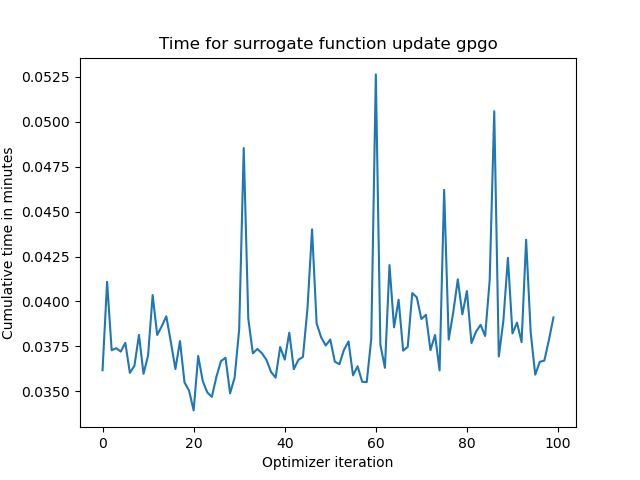 Time for surrogate function update gpgo
Cumulative time in minutes
0.0525
0.0500
0.0475
0.0450
0.0425
0.0400
0.0375
0.0350
0 20 40 60 80 100
Optimizer iteration